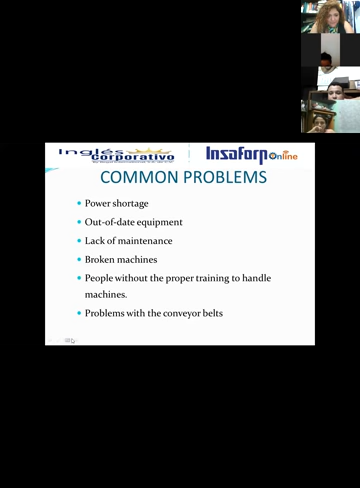 Inglés
Corporativo
Insaforp Online
COMMON PROBLEMS
Power shortage
Out-of-date equipment
Lack of maintenance
Broken machines
People without the proper training to handle
machines.
Problems with the conveyor belts